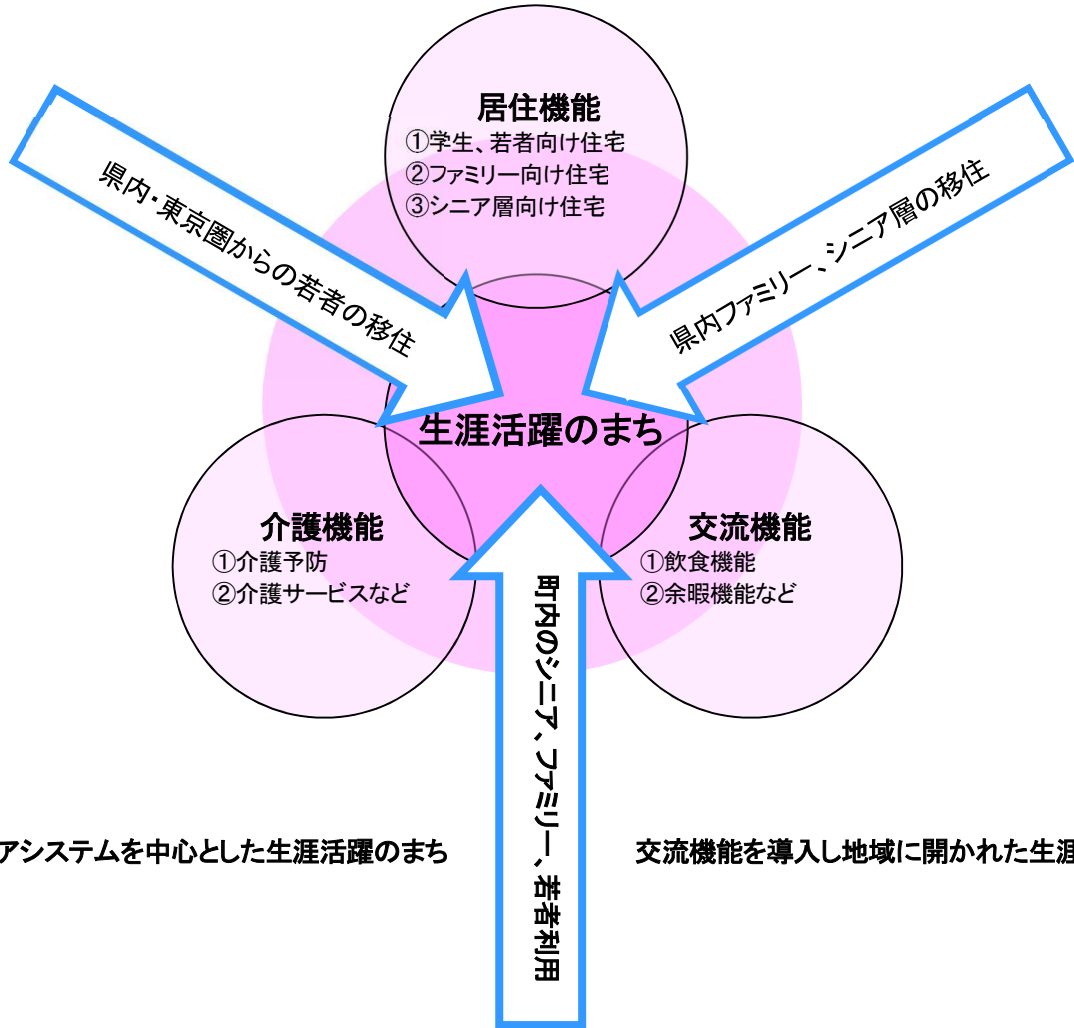 居住機能
①学生、若者向け住宅
②ファミリー向け住宅
③シニア層向け住宅
県内・東京圏からの若者の移住
県内ファミリー、シニア層の移住
生涯活躍のまち
介護機能
①介護予防
②介護サービスなど
交流機能
①飲食機能
②余暇機能など
町内のシニア、ファミリー、若者利用
アシステムを中心とした生涯活躍のまち
交流機能を導入し地域に開かれた生涯